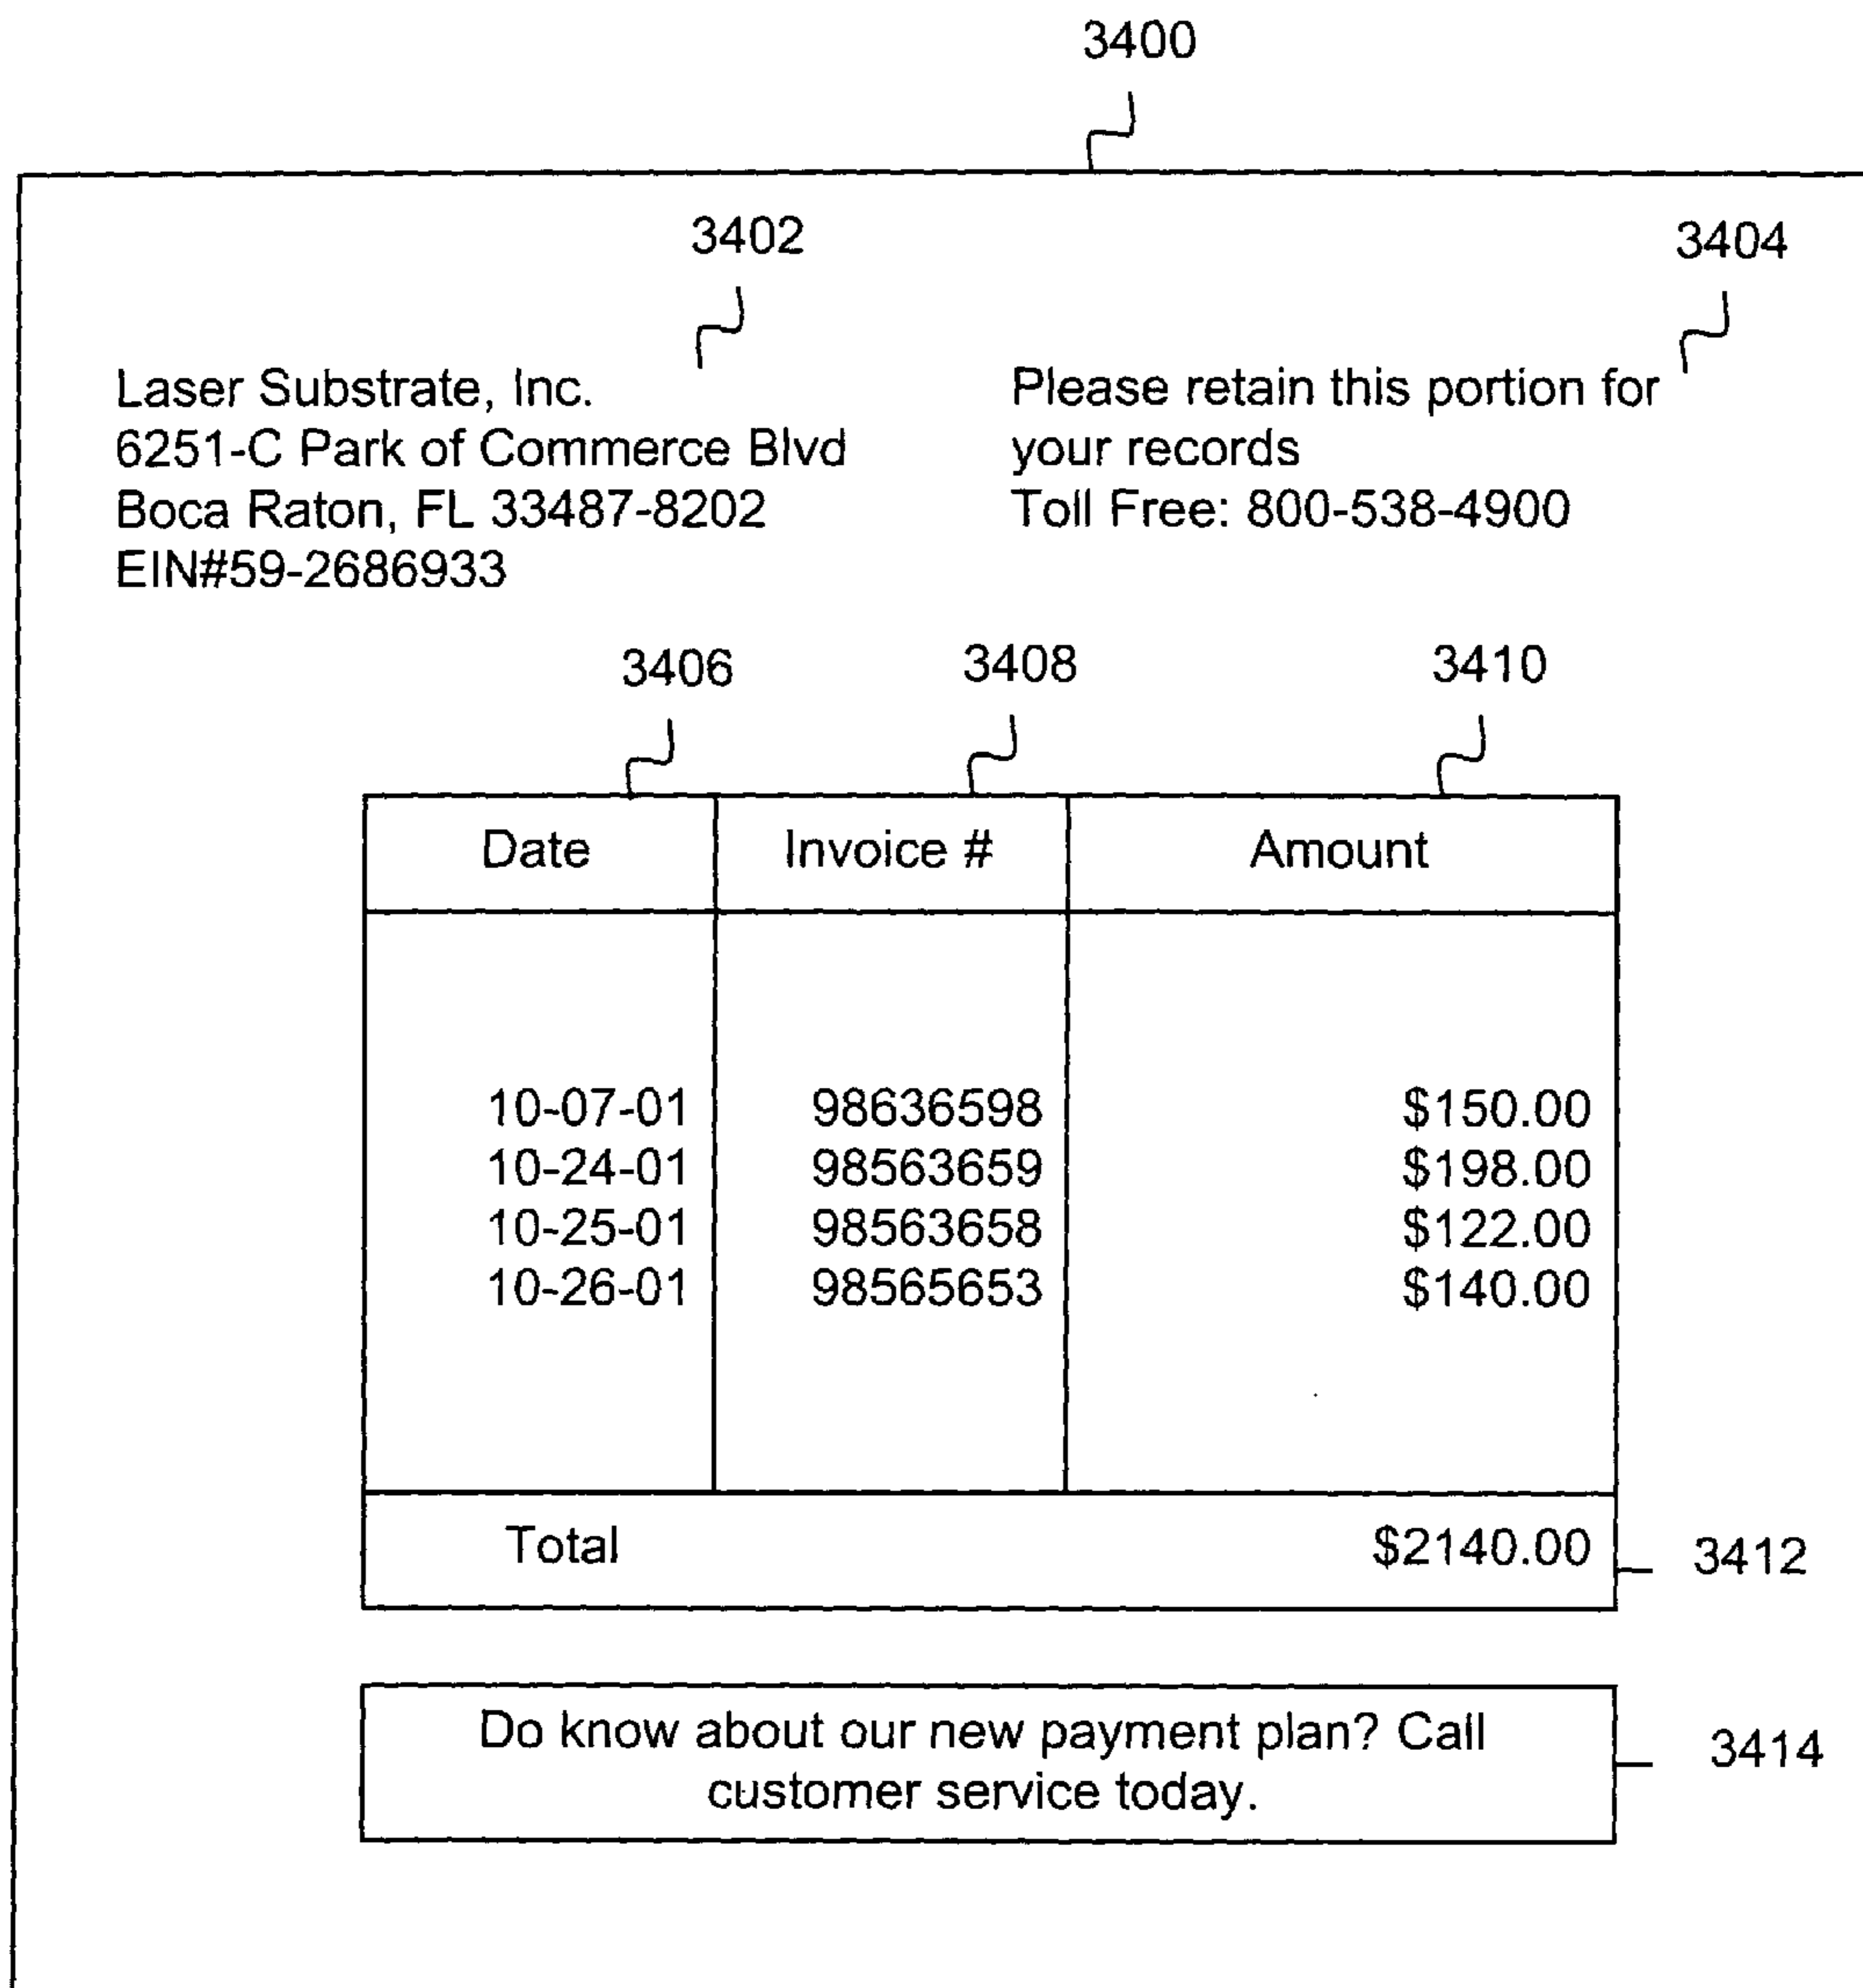 3400
3402
3404
Laser Substrate, Inc.
6251-C Park of Commerce Blvd
Boca Raton, FL 33487-8202
EIN#59-2686933
Please retain this portion for
your records
Toll Free: 800-538-4900
3406
3408
3410
Date Invoice # Amount
10-07-01 98636598 $150.00
10-24-01 98563659 $198.00
10-25-01 98563658 $122.00
10-26-01 98565653 $140.00
Total $2140.00
3412
Do know about our new payment plan? Call
customer service today.
3414